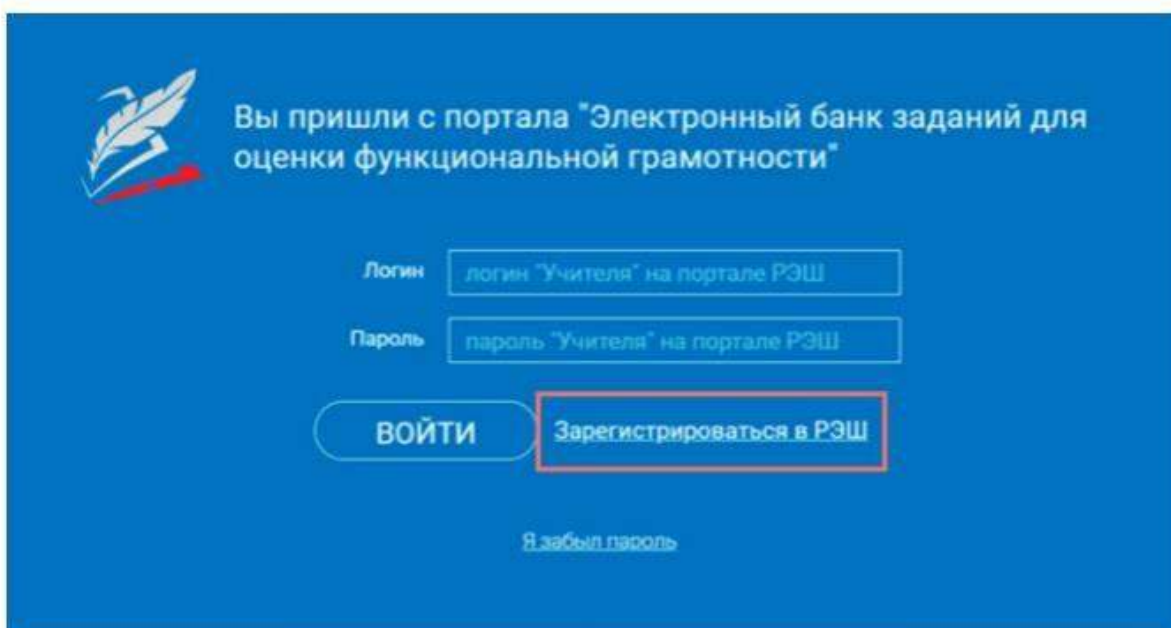 Вы пришли с портала "Электронный банк заданий для
оценки функциональной грамотности"
Логин
логин "Учителя" на портале РЭШ
Пароль
пароль "Учителя" на портале РЭШ
ВОЙТИ
Зарегистрироваться в РЭШ
Я забыл пароль